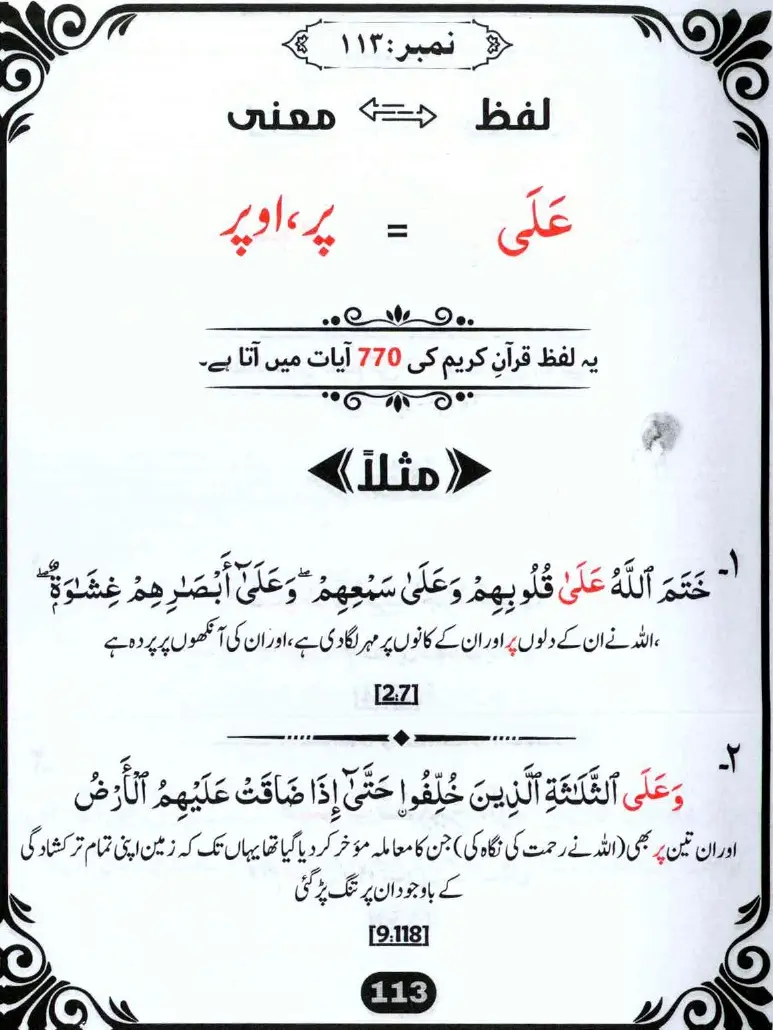 نمبر: ۱۱۳
لفظ معنی
عَلَى = پر، اوپر
یہ لفظ قرآنِ کریم کی 770 آیات میں آتا ہے۔
مثلاً
۱-
خَتَمَ ٱللَّهُ عَلَىٰ قُلُوبِهِمْ وَعَلَىٰ سَمْعِهِمْ ۖ وَعَلَىٰٓ أَبْصَـٰرِهِمْ غِشَـٰوَةٌ ۖ
،اللہ نے ان کے دلوں پر اور ان کے کانوں پر مہر لگا دی ہے، اور ان کی آنکھوں پر پردہ ہے
[2:7]
۲-
وَعَلَى ٱلثَّلَـٰثَةِ ٱلَّذِينَ خُلِّفُوا۟ حَتَّىٰٓ إِذَا ضَاقَتْ عَلَيْهِمُ ٱلْأَرْضُ
اور ان تین پر بھی (اللہ نے رحمت کی نگاہ کی) جن کا معاملہ مؤخر کر دیا گیا تھا یہاں تک کہ زمین اپنی تمام تر کشادگی
کے باوجود ان پر تنگ پڑ گئی
[9:118]
113